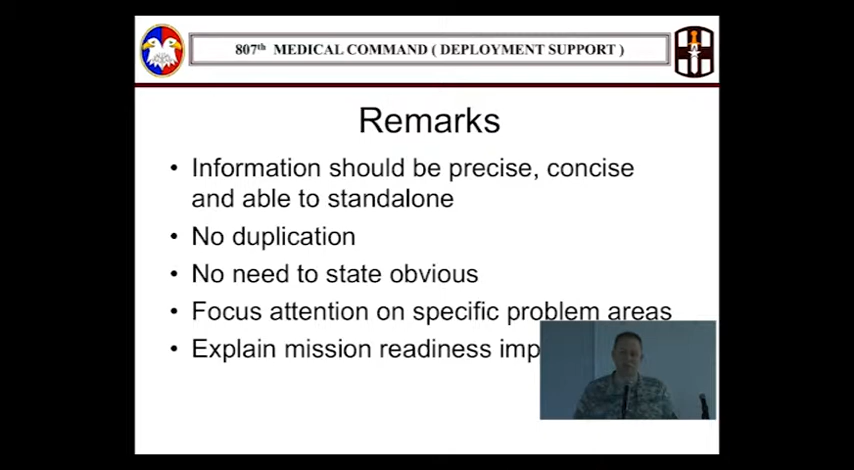 807th MEDICAL COMMAND ( DEPLOYMENT SUPPORT )
Remarks
• Information should be precise, concise
and able to standalone
• No duplication
• No need to state obvious
• Focus attention on specific problem areas
• Explain mission readiness imp